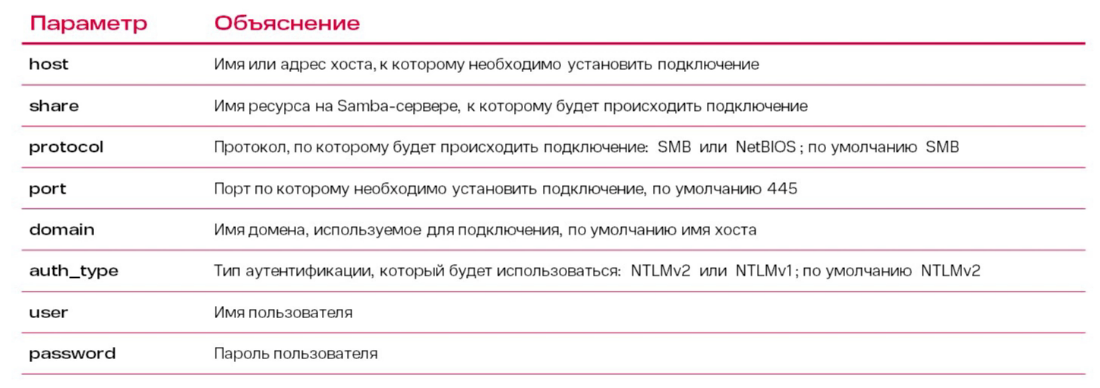 Параметр Объяснение
host Имя или адрес хоста, к которому необходимо установить подключение
share Имя ресурса на Samba-сервере, к которому будет происходить подключение
protocol Протокол, по которому будет происходить подключение: SMB или NetBIOS; по умолчанию SMB
port Порт по которому необходимо установить подключение, по умолчанию 445
domain Имя домена, используемое для подключения, по умолчанию имя хоста
auth_type Тип аутентификации, который будет использоваться: NTLMv2 или NTLMv1; по умолчанию NTLMv2
user Имя пользователя
password Пароль пользователя